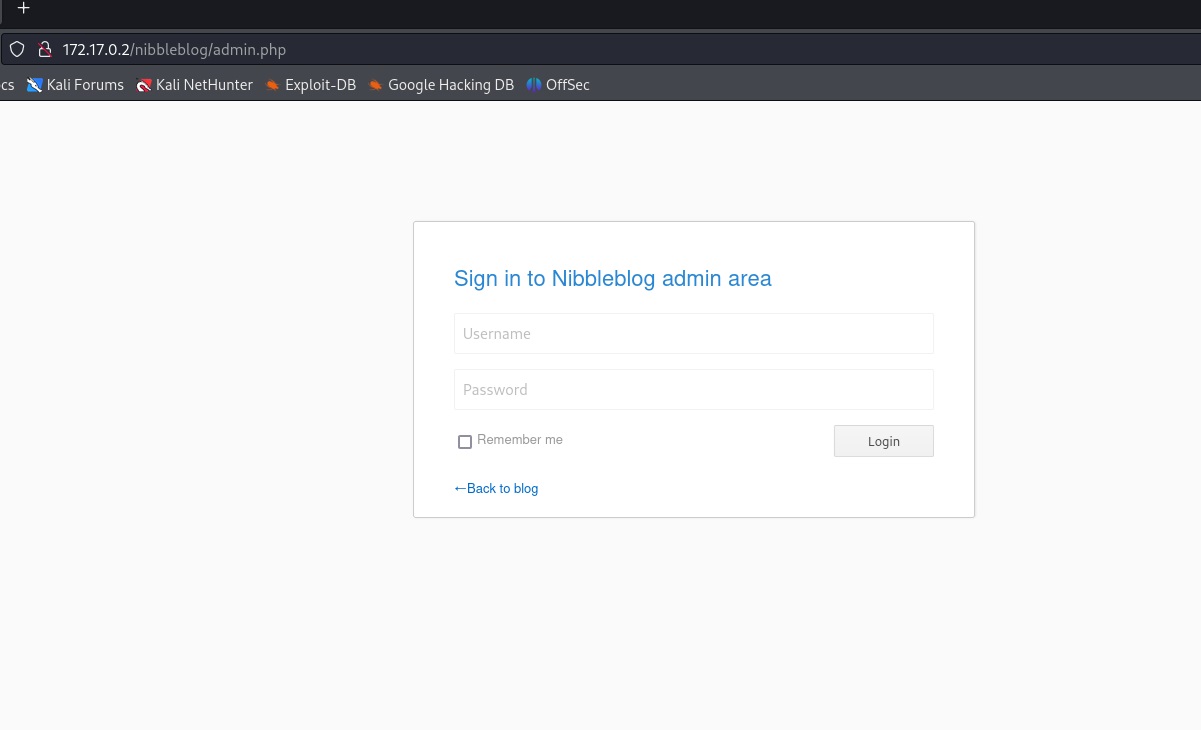 172.17.0.2/nibbleblog/admin.php
cs Kali Forums Kali NetHunter Exploit-DB Google Hacking DB OffSec
Sign in to Nibbleblog admin area
Username
Password
Remember me Login
←Back to blog